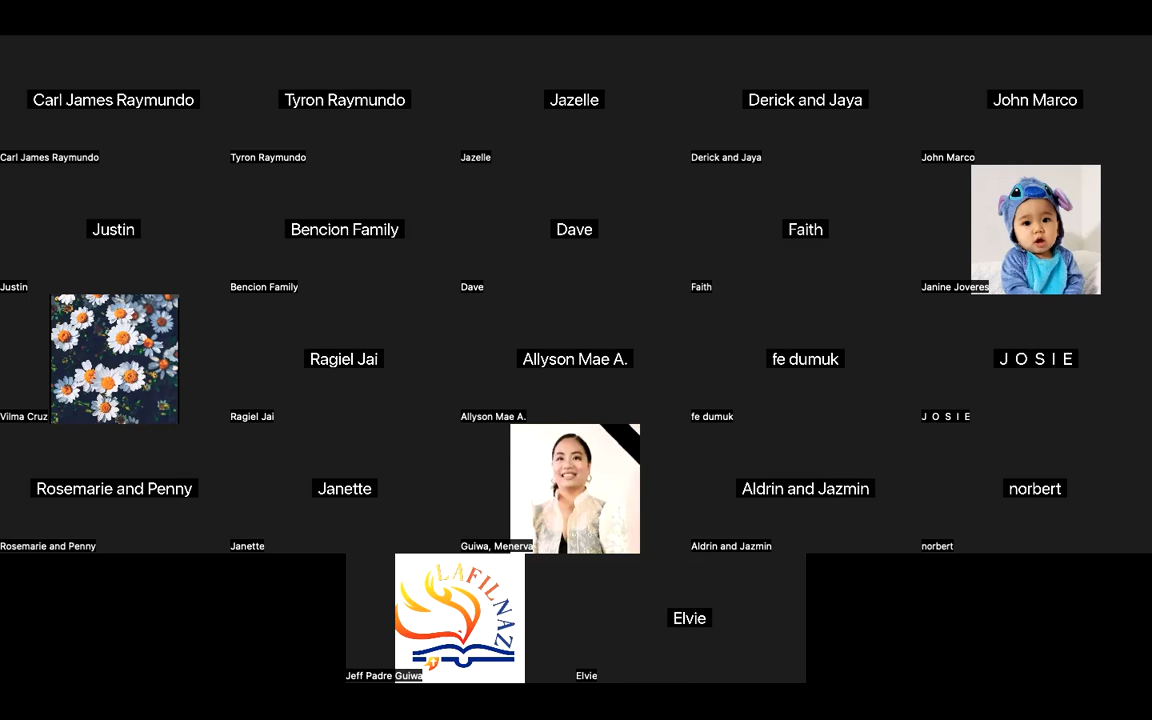 Carl James Raymundo
Tyron Raymundo
Jazelle
Derick and Jaya
John Marco
Carl James Raymundo
Tyron Raymundo
Jazelle
Derick and Jaya
John Marco
Justin
Bencion Family
Dave
Faith
Justin
Bencion Family
Dave
Faith
Janine Joveres
Ragiel Jai
Allyson Mae A.
fe dumuk
J O S I E
Vilma Cruz
Ragiel Jai
Allyson Mae A.
fe dumuk
J O S I E
Rosemarie and Penny
Janette
Aldrin and Jazmin
norbert
Rosemarie and Penny
Janette
Guiwa, Menerva
Aldrin and Jazmin
norbert
LAFILNAZ
Elvie
Jeff Padre Guiwa
Elvie